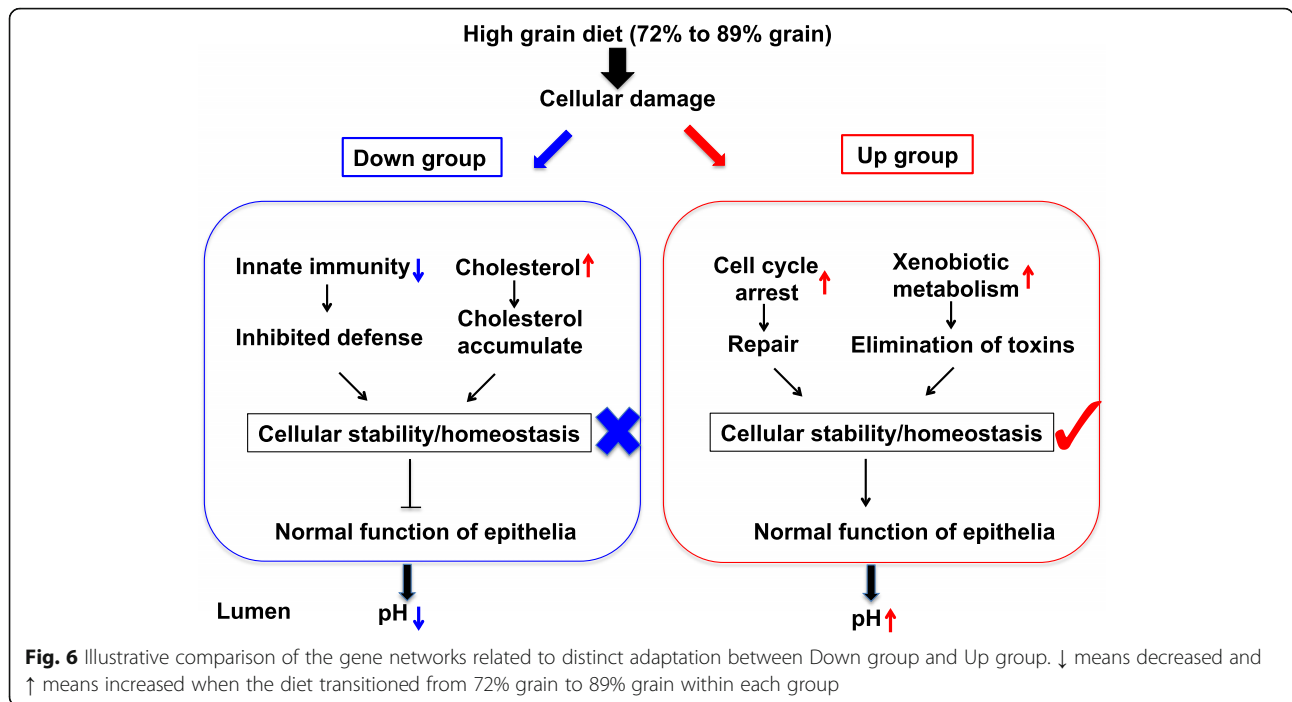 High grain diet (72% to 89% grain)
Cellular damage
Down group
Up group
Innate immunity↓
Cholesterol↑
Inhibited defense
Cholesterol
accumulate
Cellular stability/homeostasis
Normal function of epithelia
Cell cycle
arrest ↑
Xenobiotic
metabolism ↑
Repair
Elimination of toxins
Cellular stability/homeostasis
Normal function of epithelia
Lumen
pH↓
pH↑
Fig. 6 Illustrative comparison of the gene networks related to distinct adaptation between Down group and Up group. ↓ means decreased and
↑ means increased when the diet transitioned from 72% grain to 89% grain within each group